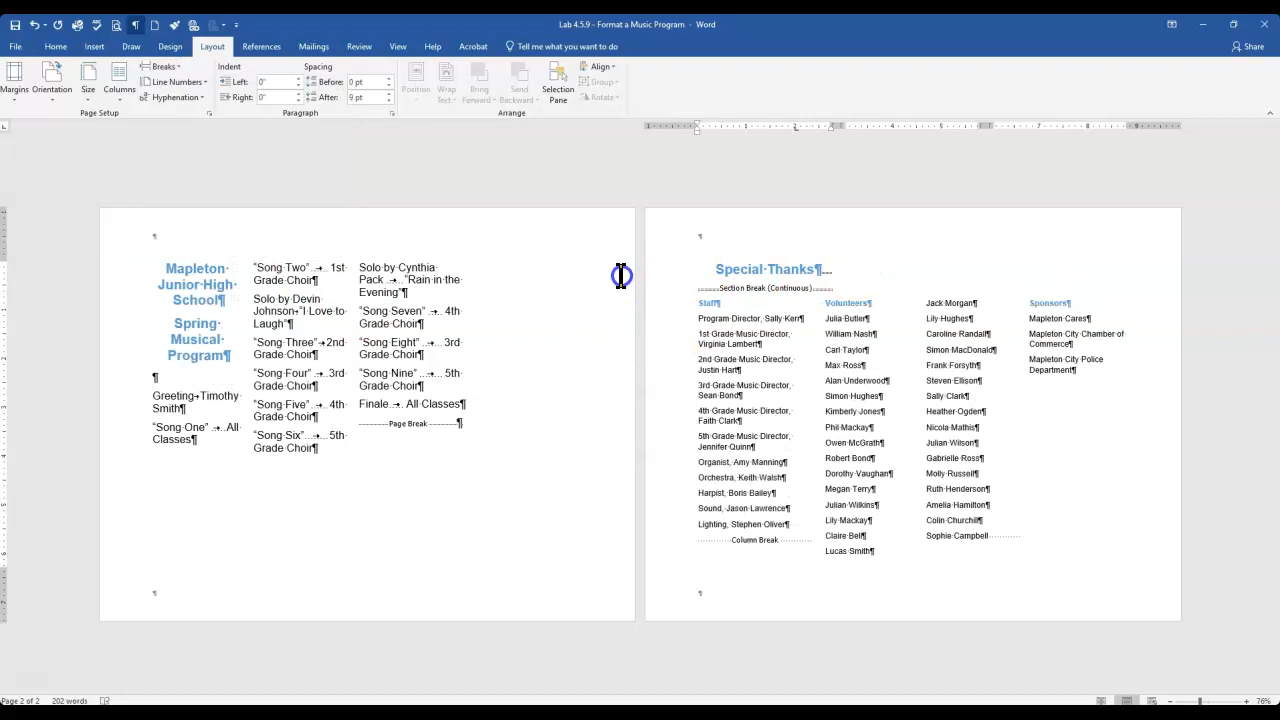 Lab 4.5.9 - Format a Music Program - Word
File Home Insert Draw Design Layout References Mailings Review View Help Acrobat Tell me what you want to do Share
Margins Orientation Size Columns
Breaks
Line Numbers
Hyphenation
Page Setup
Indent
Left: 0"
Right: 0"
Spacing
Before: 0 pt
After: 9 pt
Paragraph
Position
Wrap Text
Bring Forward
Send Backward
Selection Pane
Align
Group
Rotate
Arrange
Mapleton
Junior High
School¶
Spring
Musical
Program¶
¶
Greeting→Timothy
Smith¶
“Song One” ..→..All
Classes¶
“Song Two”..→.. 1st
Grade Choir¶
Solo by Devin
Johnson→“I Love to
Laugh”¶
“Song Three”→2nd
Grade Choir¶
“Song Four” ..→3rd
Grade Choir¶
“Song Five”..→.. 4th
Grade Choir¶
“Song Six”...→...5th
Grade Choir¶
Solo by Cynthia
Pack ..→..“Rain in the
Evening”¶
“Song Seven” ..→.. 4th
Grade Choir¶
“Song Eight” ..→... 3rd
Grade Choir¶
“Song Nine” ...→... 5th
Grade Choir¶
Finale..→.. All Classes¶
Page Break ¶
Special Thanks¶
Section Break (Continuous)
Staff¶
Program Director, Sally Kerr¶
1st Grade Music Director,
Virginia Lambert¶
2nd Grade Music Director,
Justin Hart¶
3rd Grade Music Director,
Sean Bond¶
4th Grade Music Director,
Faith Clark¶
5th Grade Music Director,
Jennifer Quinn¶
Organist, Amy Manning¶
Orchestra, Keith Walsh¶
Harpist, Boris Bailey¶
Sound, Jason Lawrence¶
Lighting, Stephen Oliver¶
Column Break
Volunteers¶
Julia Butler¶
William Nash¶
Carl Taylor¶
Max Ross¶
Alan Underwood¶
Simon Hughes¶
Kimberly Jones¶
Phil Mackay¶
Owen McGrath¶
Robert Bond¶
Dorothy Vaughan¶
Megan Terry¶
Julian Wilkins¶
Lily Mackay¶
Claire Bell¶
Lucas Smith¶
Jack Morgan¶
Lily Hughes¶
Caroline Randall¶
Simon MacDonald¶
Frank Forsyth¶
Steven Ellison¶
Sally Clark¶
Heather Ogden¶
Nicola Mathis¶
Julian Wilson¶
Gabrielle Ross¶
Molly Russell¶
Ruth Henderson¶
Amelia Hamilton¶
Colin Churchill¶
Sophie Campbell
Sponsors¶
Mapleton Cares¶
Mapleton City Chamber of
Commerce¶
Mapleton City Police
Department¶
Page 2 of 2 202 words
76%